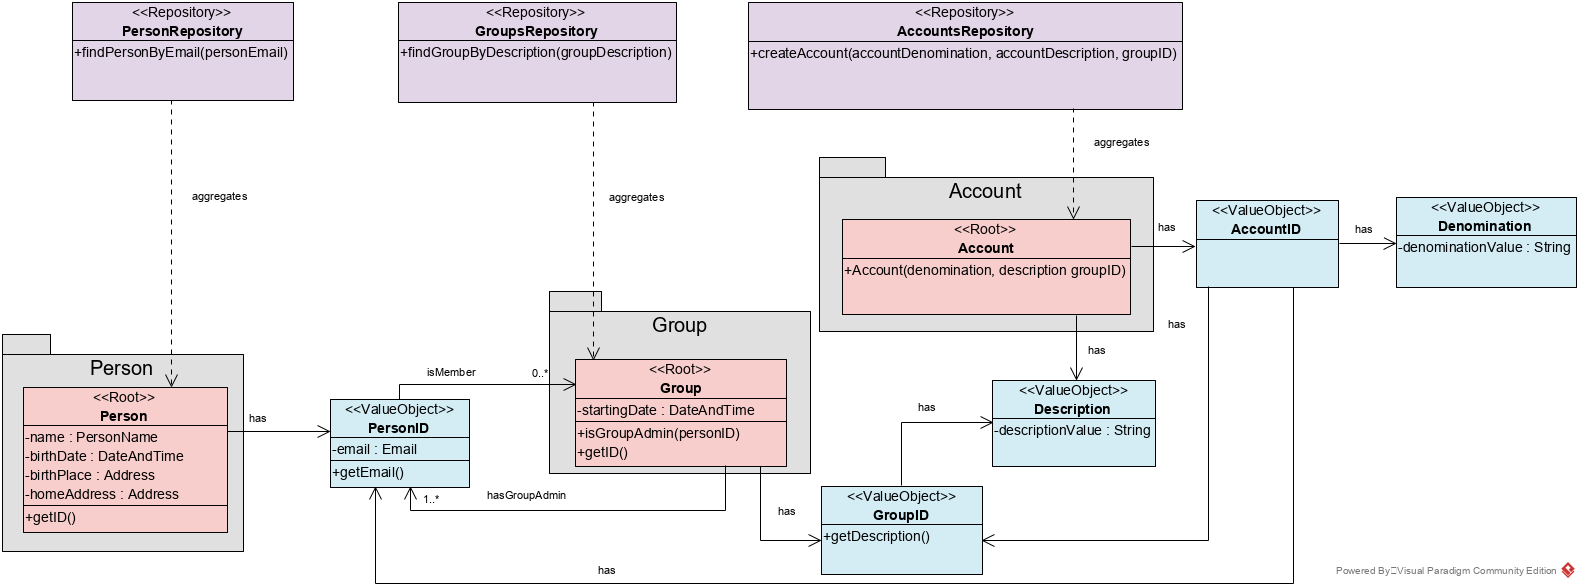 <<Repository>>
PersonRepository
+findPersonByEmail(personEmail)
<<Repository>>
GroupsRepository
+findGroupByDescription(groupDescription)
<<Repository>>
AccountsRepository
+createAccount(accountDenomination, accountDescription, groupID)
aggregates
aggregates
aggregates
Account
<<Root>>
Account
+Account(denomination, description groupID)
has
<<ValueObject>>
AccountID
has
<<ValueObject>>
Denomination
-denominationValue : String
Group
<<Root>>
Group
-startingDate : DateAndTime
+isGroupAdmin(personID)
+getID()
has
has
Person
<<Root>>
Person
-name : PersonName
-birthDate : DateAndTime
-birthPlace : Address
-homeAddress : Address
+getID()
has
isMember
0..*
<<ValueObject>>
PersonID
-email : Email
+getEmail()
1..*
hasGroupAdmin
<<ValueObject>>
Description
-descriptionValue : String
has
has
<<ValueObject>>
GroupID
+getDescription()
has
Powered By Visual Paradigm Community Edition